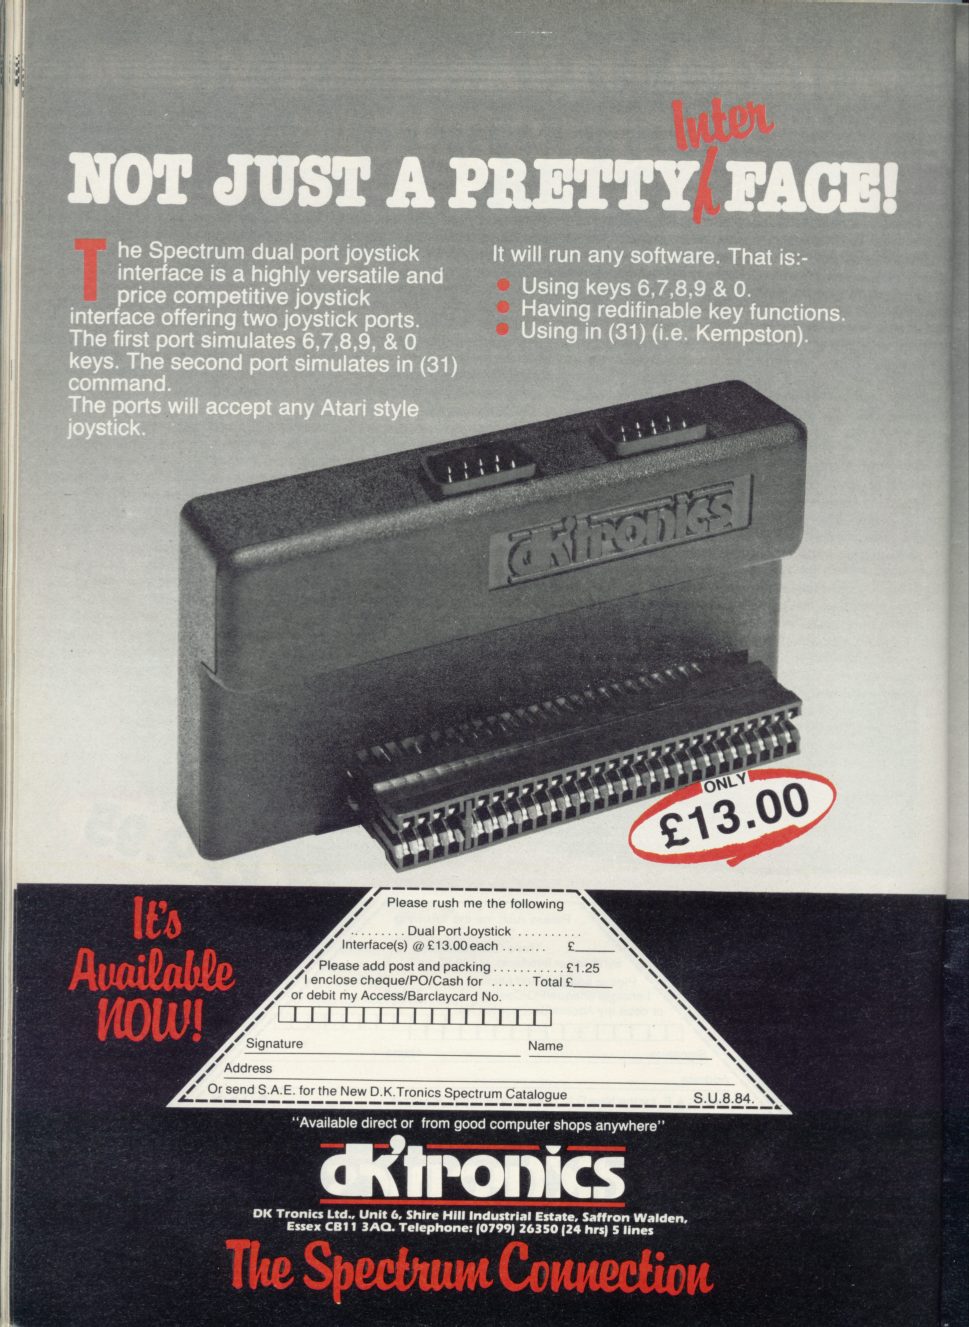 NOT JUST A PRETTY Inter FACE!
The Spectrum dual port joystick
interface is a highly versatile and
price competitive joystick
interface offering two joystick ports.
The first port simulates 6,7,8,9, & 0
keys. The second port simulates in (31)
command.
The ports will accept any Atari style
joystick.
It will run any software. That is:-
● Using keys 6,7,8,9 & 0.
● Having redifinable key functions.
● Using in (31) (i.e. Kempston).
dk'tronics
ONLY
£13.00
It's
Available
NOW!
Please rush me the following
......... Dual Port Joystick ..........
Interface(s) @ £13.00 each ....... £_____
Please add post and packing ........... £1.25
I enclose cheque/PO/Cash for ...... Total £_____
or debit my Access/Barclaycard No.
Signature Name
Address
Or send S.A.E. for the New D.K.Tronics Spectrum Catalogue S.U.8.84.
"Available direct or from good computer shops anywhere"
dk'tronics
DK Tronics Ltd., Unit 6, Shire Hill Industrial Estate, Saffron Walden,
Essex CB11 3AQ. Telephone: (0799) 26350 (24 hrs) 5 lines
The Spectrum Connection